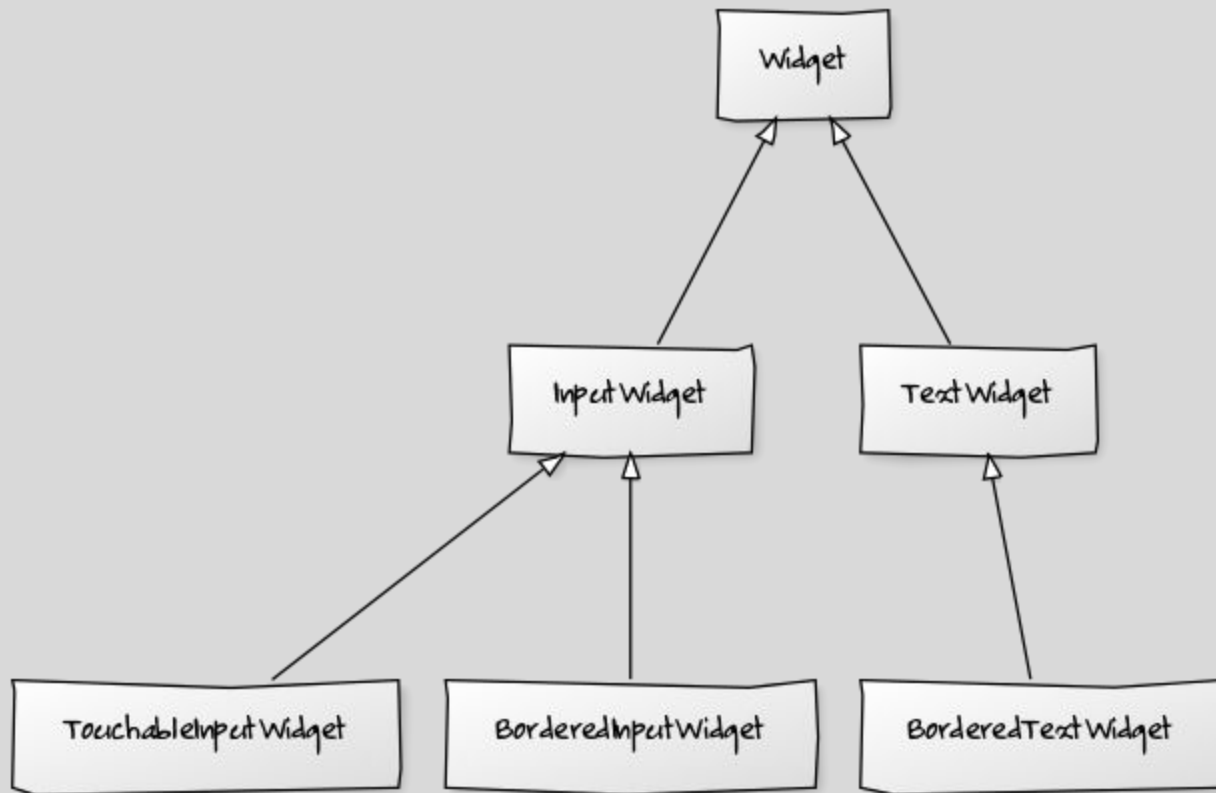 Widget
InputWidget
TextWidget
TouchableInputWidget
BorderedInputWidget
BorderedTextWidget